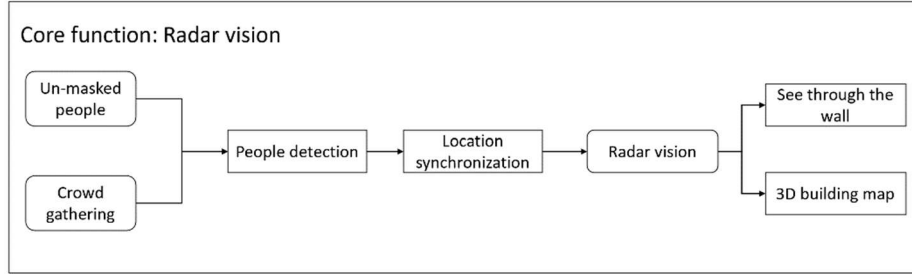 Core function: Radar vision
Un-masked
people
Crowd
gathering
People detection
Location
synchronization
Radar vision
See through the
wall
3D building map